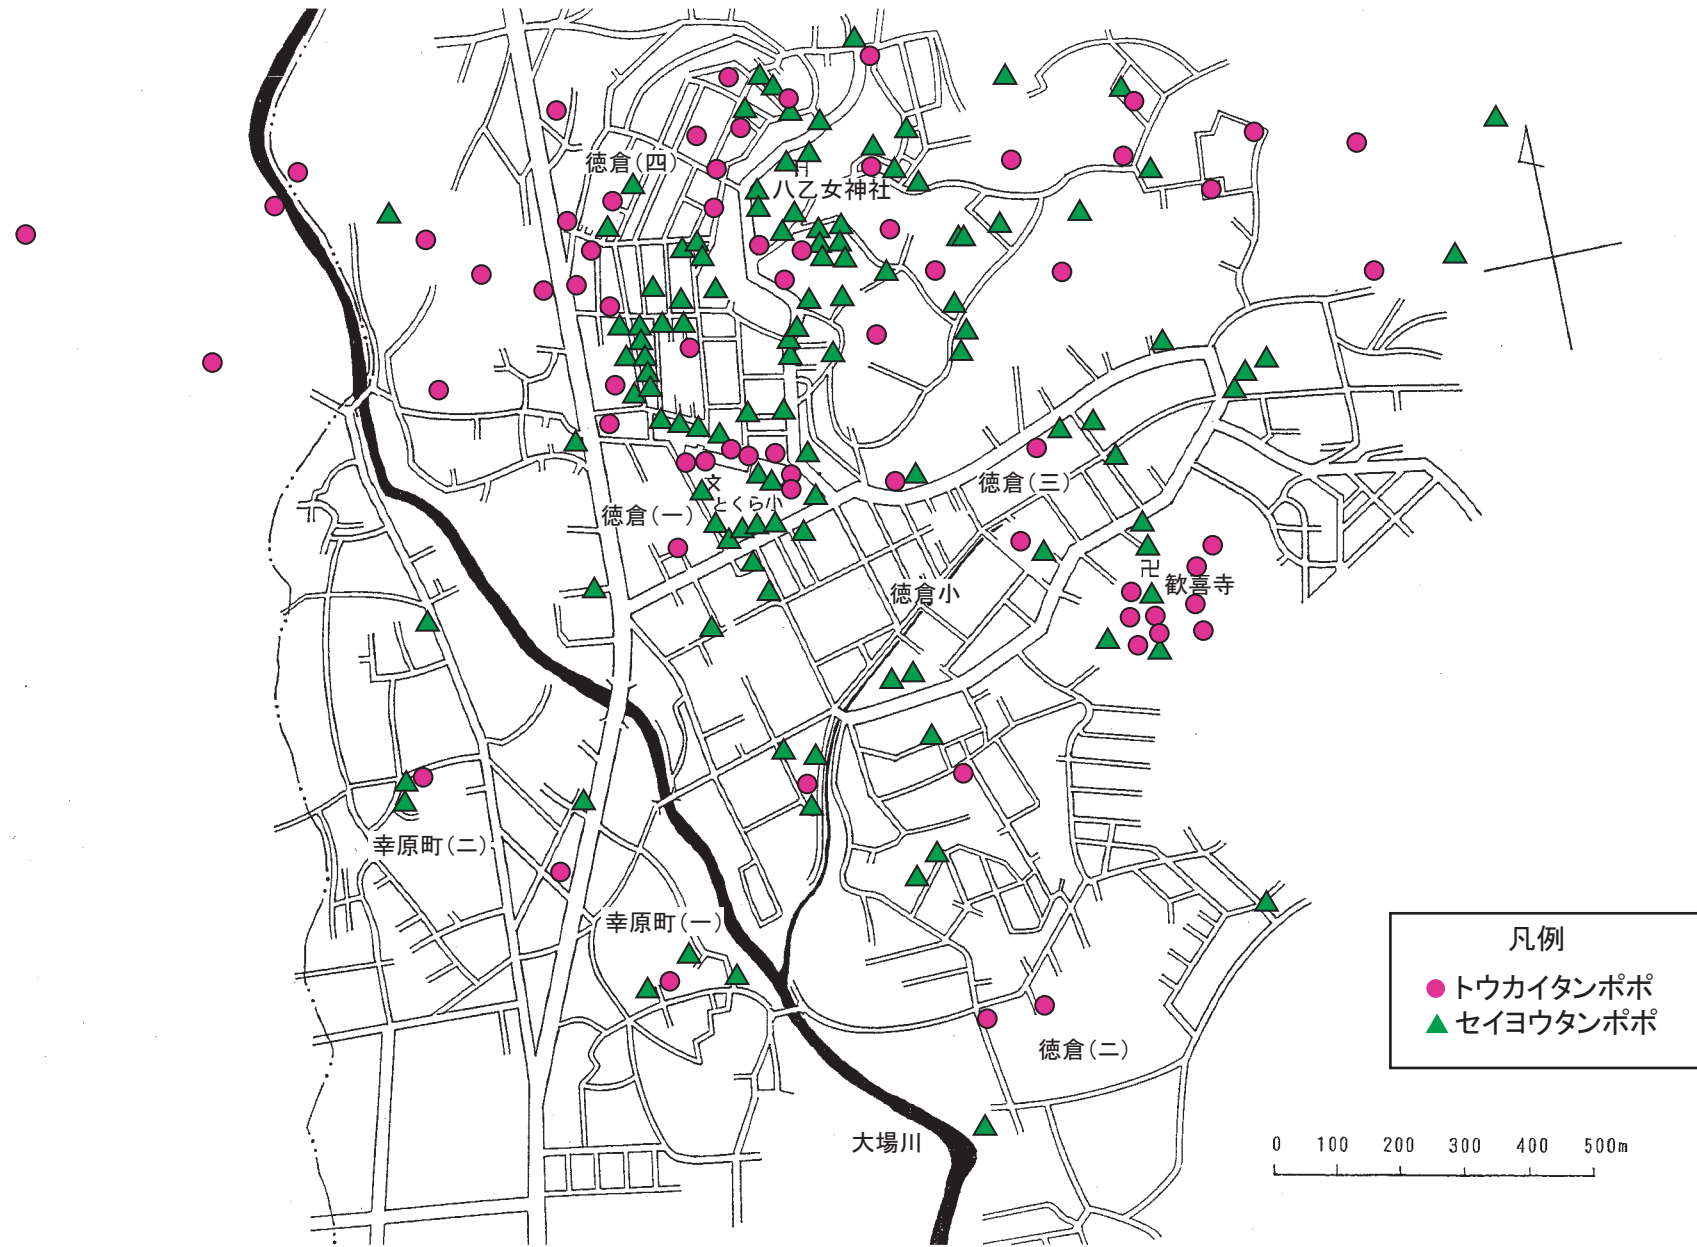 徳倉(四)
八乙女神社
文
とくら小
徳倉(三)
徳倉(一)
卍
歓喜寺
徳倉小
幸原町(二)
幸原町(一)
凡例
トウカイタンポポ
セイヨウタンポポ
徳倉(二)
大場川
0 100 200 300 400 500m